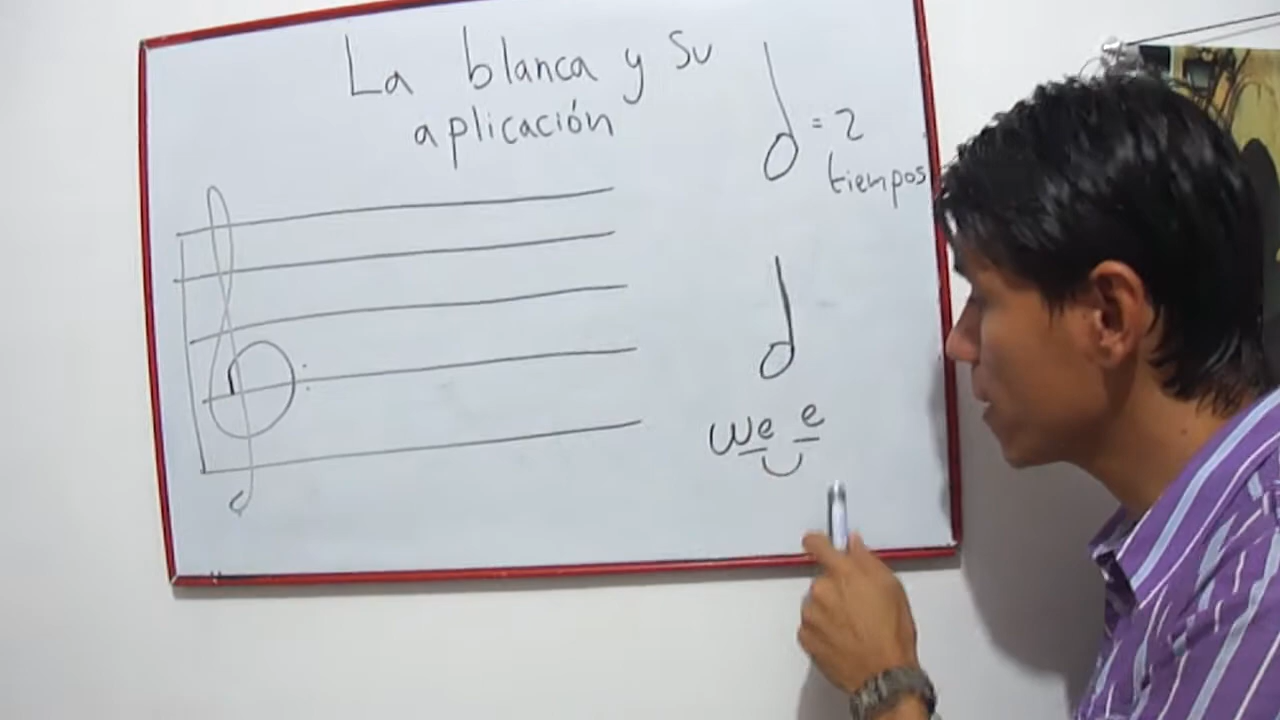 La blanca y Su
aplicación
= 2
tiempos
we e